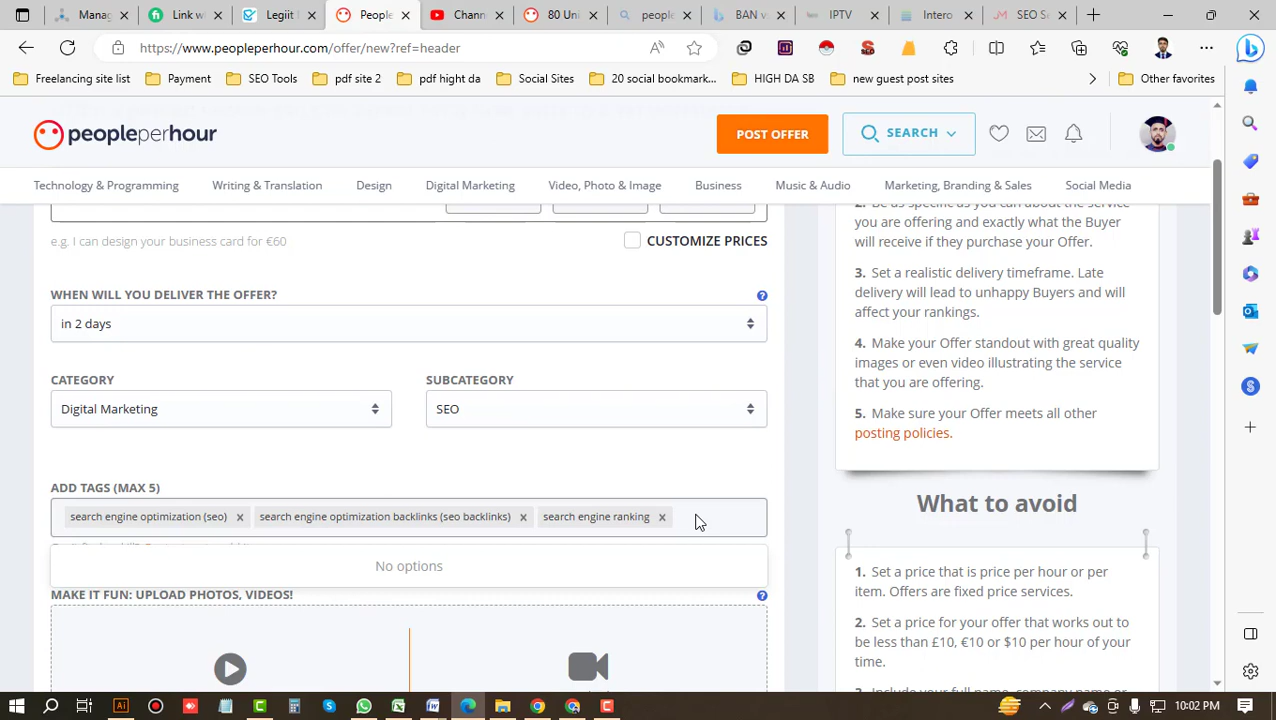 Manag
Link w
Legiit
People
Chann
80 Uni
people
BAN
IPTV
Intero
SEO
https://www.peopleperhour.com/offer/new?ref=header
Freelancing site list
Payment
SEO Tools
pdf site 2
pdf hight da
Social Sites
20 social bookmark...
HIGH DA SB
new guest post sites
Other favorites
peopleperhour
POST OFFER
SEARCH
Technology & Programming
Writing & Translation
Design
Digital Marketing
Video, Photo & Image
Business
Music & Audio
Marketing, Branding & Sales
Social Media
e.g. I can design your business card for €60
CUSTOMIZE PRICES
WHEN WILL YOU DELIVER THE OFFER?
in 2 days
CATEGORY
Digital Marketing
SUBCATEGORY
SEO
ADD TAGS (MAX 5)
search engine optimization (seo) ×
search engine optimization backlinks (seo backlinks) ×
search engine ranking ×
No options
MAKE IT FUN: UPLOAD PHOTOS, VIDEOS!
2. Be as specific as you can about the service
you are offering and exactly what the Buyer
will receive if they purchase your Offer.
3. Set a realistic delivery timeframe. Late
delivery will lead to unhappy Buyers and will
affect your rankings.
4. Make your Offer standout with great quality
images or even video illustrating the service
that you are offering.
5. Make sure your Offer meets all other
posting policies.
What to avoid
1. Set a price that is price per hour or per
item. Offers are fixed price services.
2. Set a price for your offer that works out to
be less than £10, €10 or $10 per hour of your
time.
3. Include your full name, company name or
10:02 PM